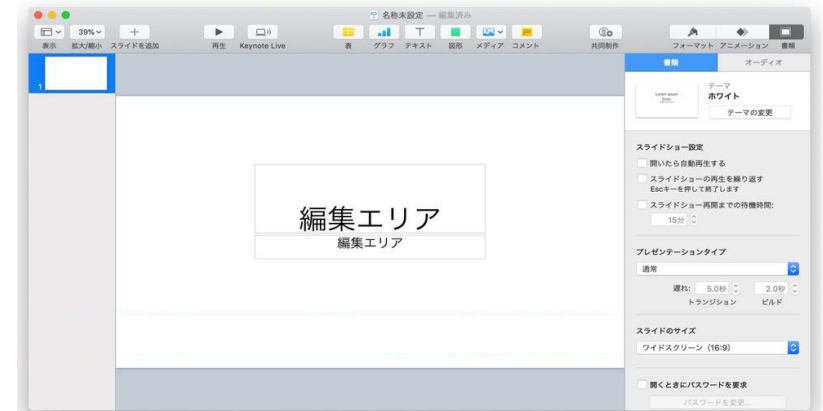 名称未設定 — 編集済み
39%
表示 拡大/縮小 スライドを追加 再生 Keynote Live 表 グラフ テキスト 図形 メディア コメント 共同制作 フォーマット アニメーション 書類
1
編集エリア
編集エリア
書類 オーディオ
テーマ
ホワイト
テーマの変更
スライドショー設定
開いたら自動再生する
スライドショーの再生を繰り返す
Escキーを押して終了します
スライドショー再開までの待機時間:
15分
プレゼンテーションタイプ
通常
遅れ: 5.0秒 2.0秒
トランジション ビルド
スライドのサイズ
ワイドスクリーン（16:9）
開くときにパスワードを要求
パスワードを変更...